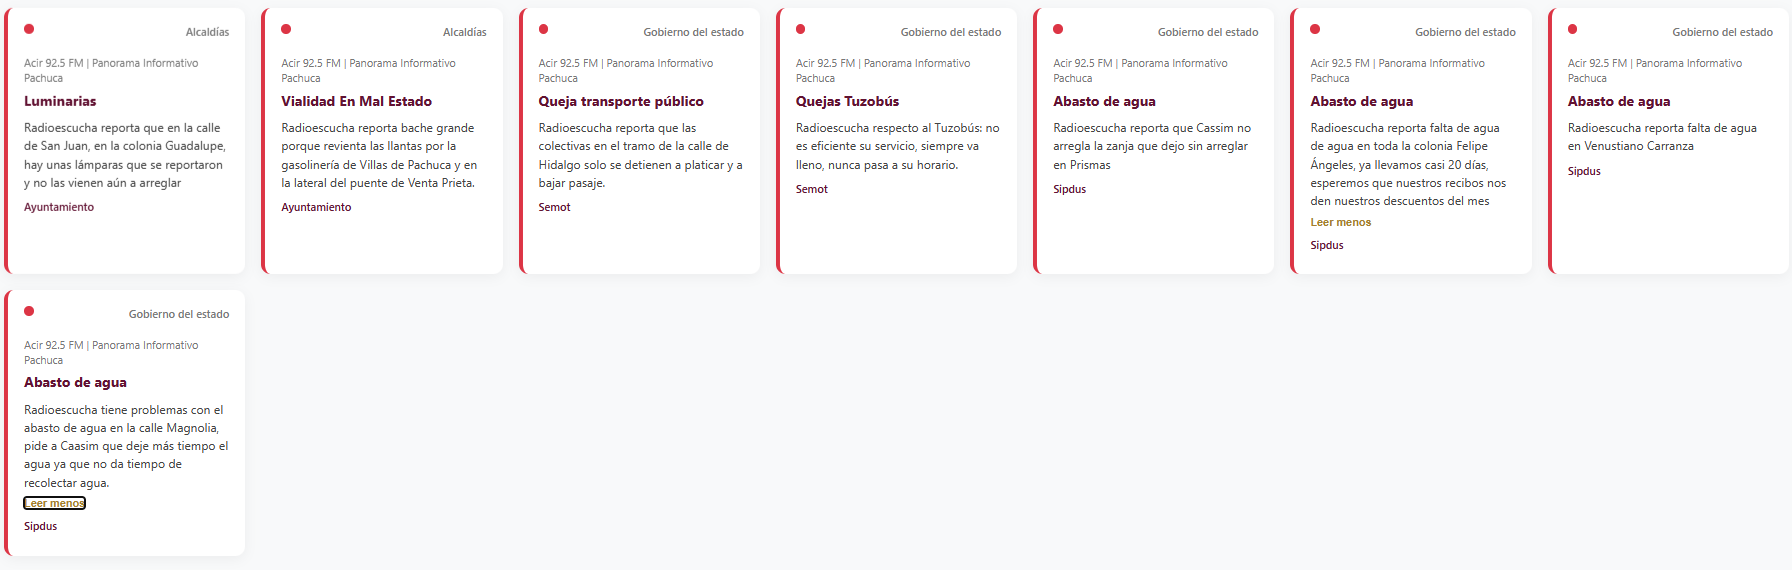 Alcaldías
Acir 92.5 FM | Panorama Informativo
Pachuca
Luminarias
Radioescucha reporta que en la calle
de San Juan, en la colonia Guadalupe,
hay unas lámparas que se reportaron
y no las vienen aún a arreglar
Ayuntamiento
Alcaldías
Acir 92.5 FM | Panorama Informativo
Pachuca
Vialidad En Mal Estado
Radioescucha reporta bache grande
porque revienta las llantas por la
gasolinería de Villas de Pachuca y en
la lateral del puente de Venta Prieta.
Ayuntamiento
Gobierno del estado
Acir 92.5 FM | Panorama Informativo
Pachuca
Queja transporte público
Radioescucha reporta que las
colectivas en el tramo de la calle de
Hidalgo solo se detienen a platicar y a
bajar pasaje.
Semot
Gobierno del estado
Acir 92.5 FM | Panorama Informativo
Pachuca
Quejas Tuzobús
Radioescucha respecto al Tuzobús: no
es eficiente su servicio, siempre va
lleno, nunca pasa a su horario.
Semot
Gobierno del estado
Acir 92.5 FM | Panorama Informativo
Pachuca
Abasto de agua
Radioescucha reporta que Cassim no
arregla la zanja que dejo sin arreglar
en Prismas
Sipdus
Gobierno del estado
Acir 92.5 FM | Panorama Informativo
Pachuca
Abasto de agua
Radioescucha reporta falta de agua
de agua en toda la colonia Felipe
Ángeles, ya llevamos casi 20 días,
esperemos que nuestros recibos nos
den nuestros descuentos del mes
Leer menos
Sipdus
Gobierno del estado
Acir 92.5 FM | Panorama Informativo
Pachuca
Abasto de agua
Radioescucha reporta falta de agua
en Venustiano Carranza
Sipdus
Gobierno del estado
Acir 92.5 FM | Panorama Informativo
Pachuca
Abasto de agua
Radioescucha tiene problemas con el
abasto de agua en la calle Magnolia,
pide a Caasim que deje más tiempo el
agua ya que no da tiempo de
recolectar agua.
Leer menos
Sipdus